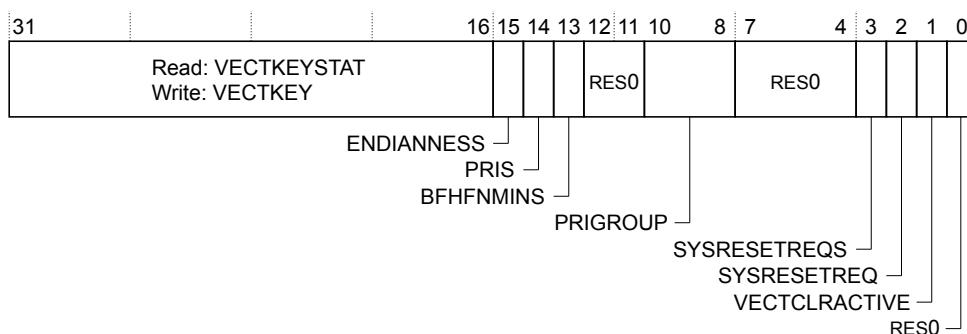 31 16 15 14 13 12 11 10 8 7 4 3 2 1 0
Read: VECTKEYSTAT
Write: VECTKEY
RES0 RES0
ENDIANNESS
PRIS
BFHFNMINS
PRIGROUP
SYSRESETREQS
SYSRESETREQ
VECTCLRACTIVE
RES0